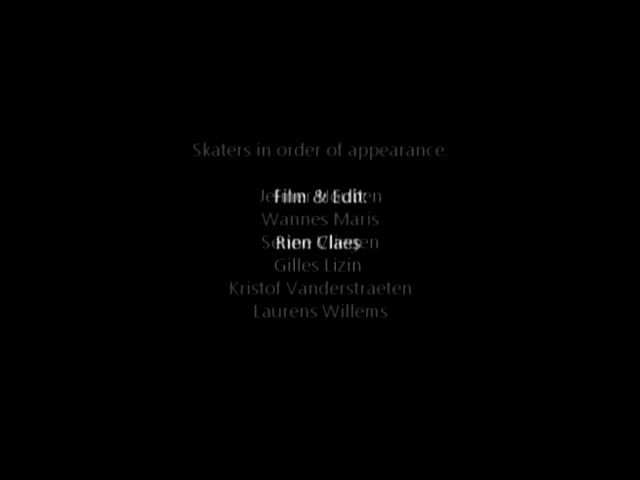 Skaters in order of appearance:
Film & Edit:
Wannes Maris
Rien Claes
Gilles Lizin
Kristof Vanderstraeten
Laurens Willems